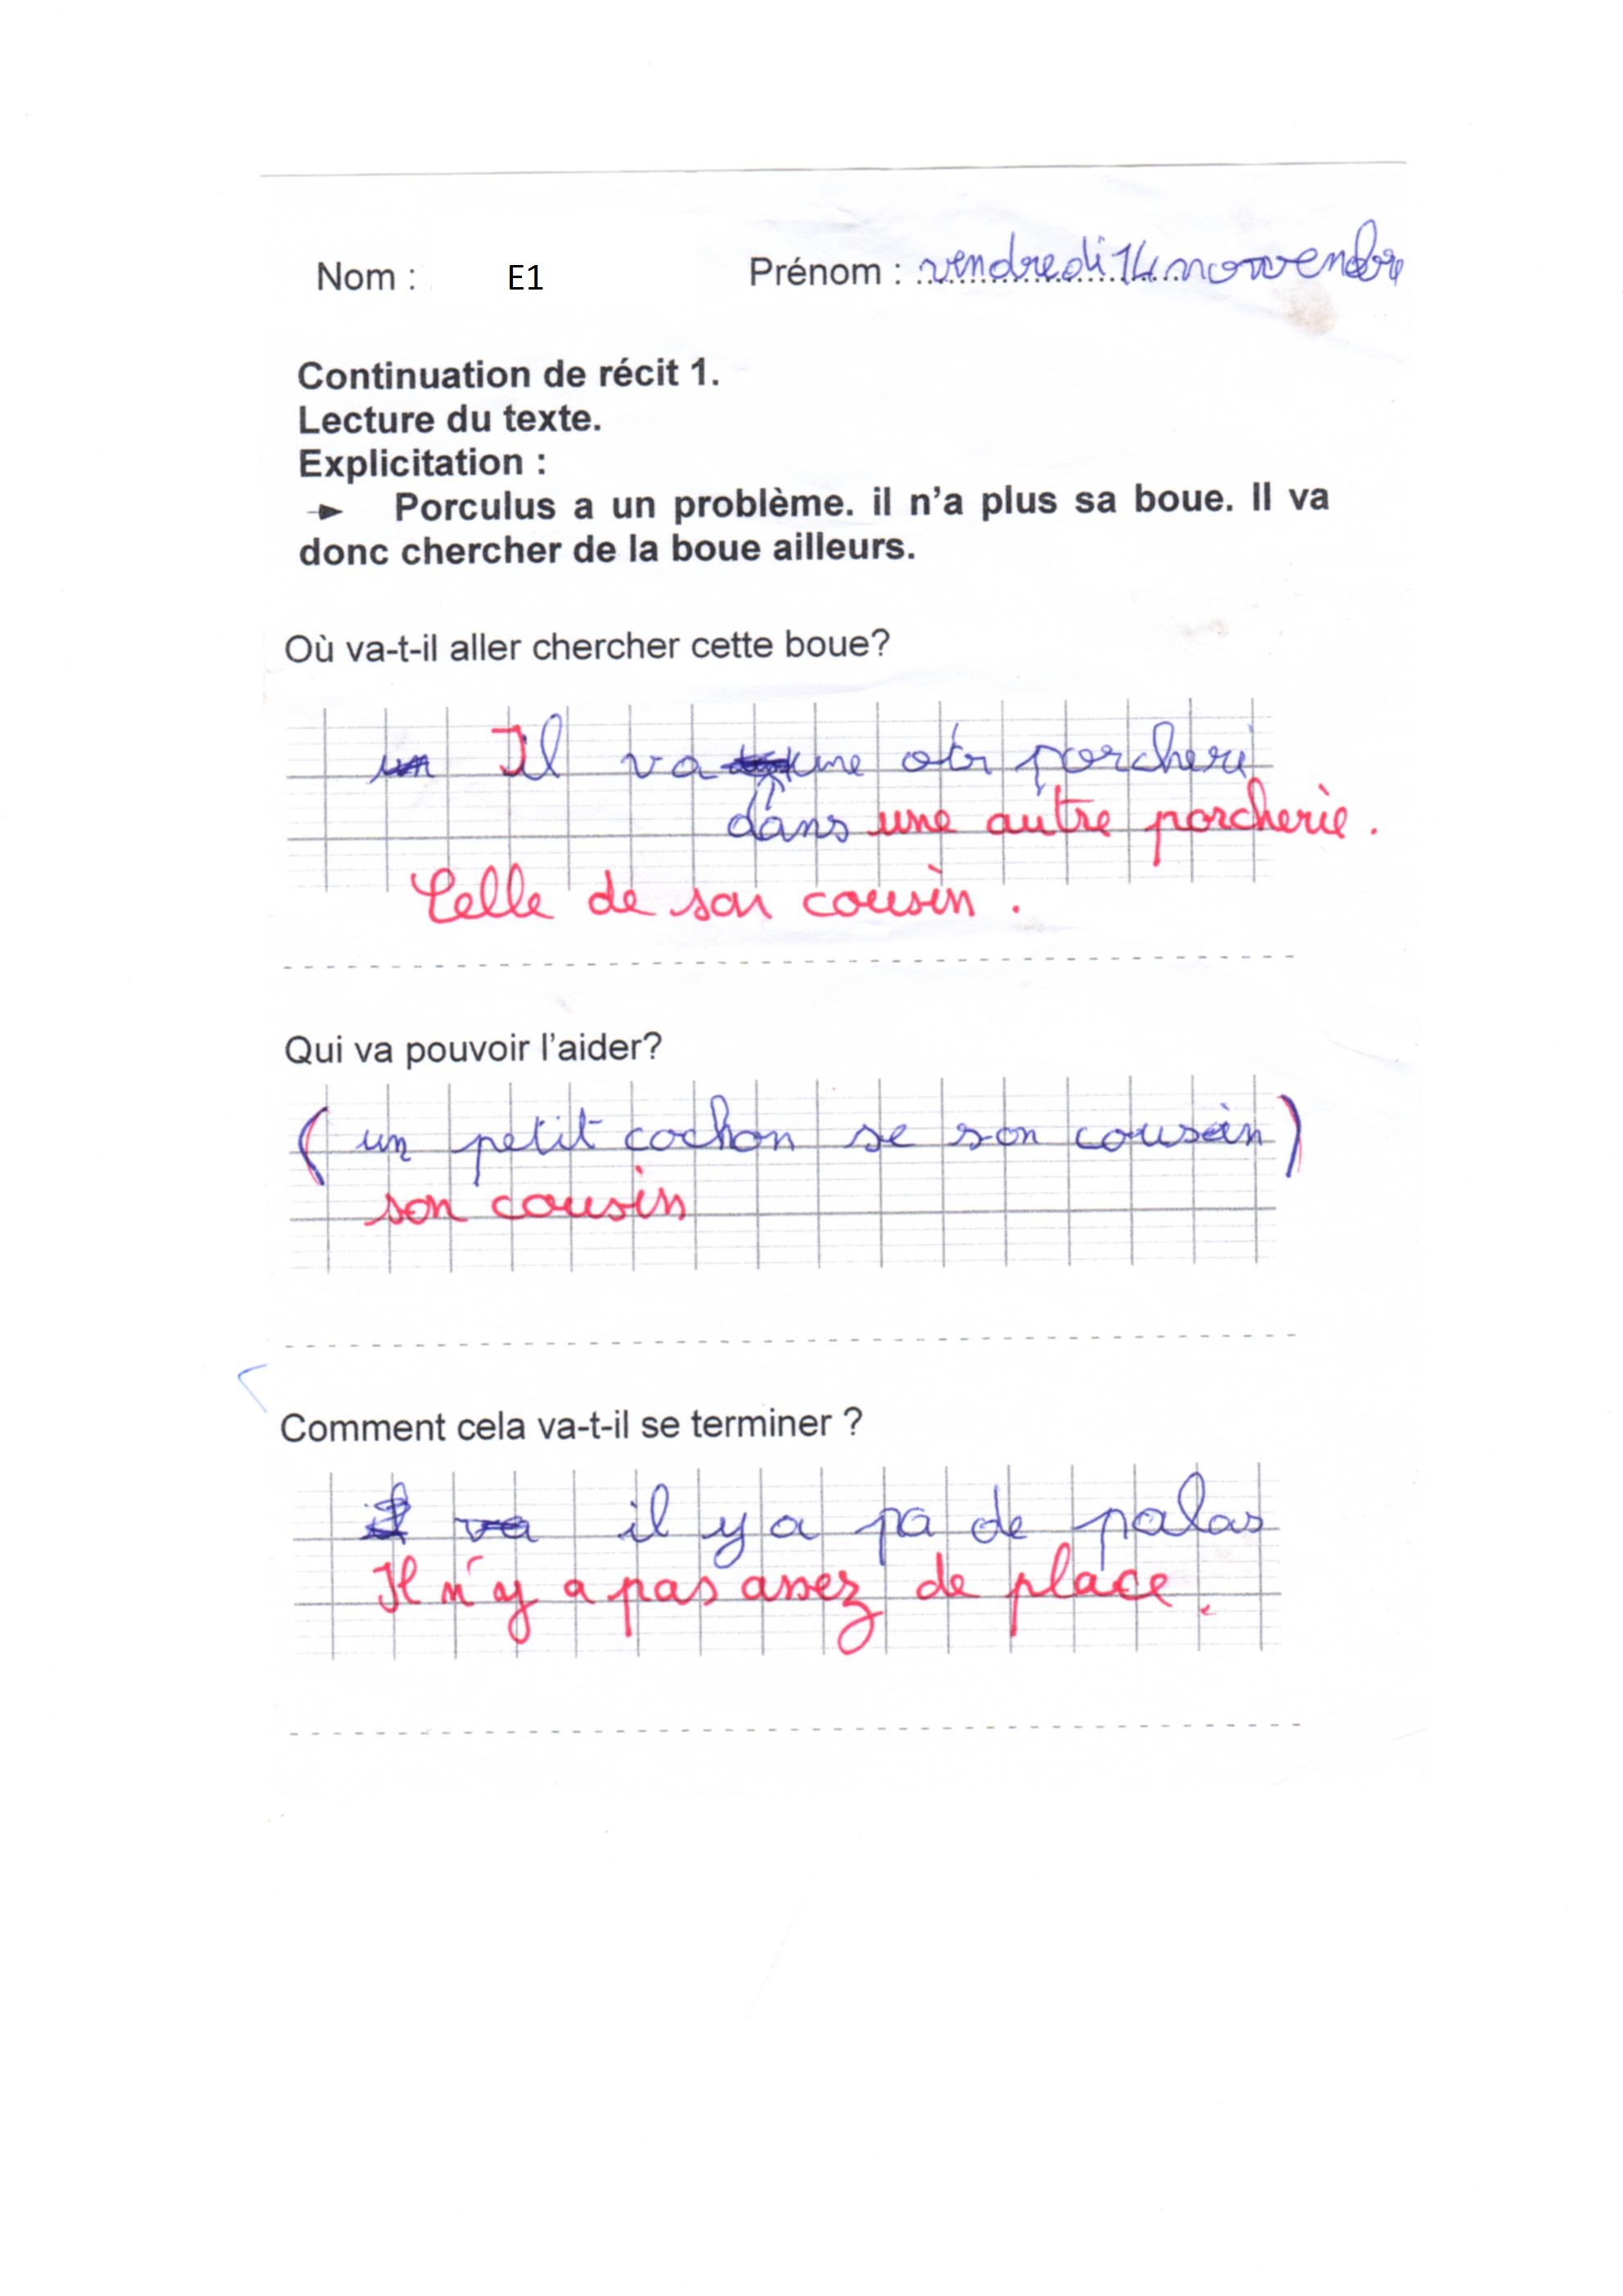 Nom : E1 Prénom : vendredi 14 nowvenbre
Continuation de récit 1.
Lecture du texte.
Explicitation :
Porculus a un problème. il n'a plus sa boue. Il va
donc chercher de la boue ailleurs.
Où va-t-il aller chercher cette boue?
un Il va une otr porcheri
dans une autre porcherie.
Celle de son cousin.
Qui va pouvoir l'aider?
( un petit cochon se son cousin )
son cousin
Comment cela va-t-il se terminer ?
Il va il y a pa de palas
Il n'y a pas assez de place.